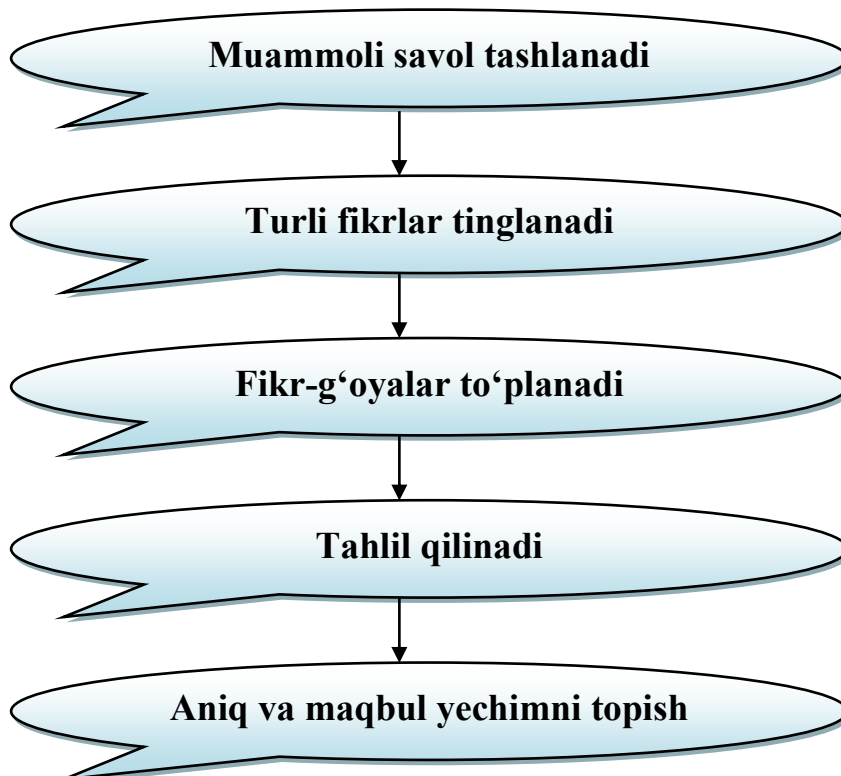 Muammoli savol tashlanadi
Turli fikrlar tinglanadi
Fikr-g‘oyalar to‘planadi
Tahlil qilinadi
Aniq va maqbul yechimni topish